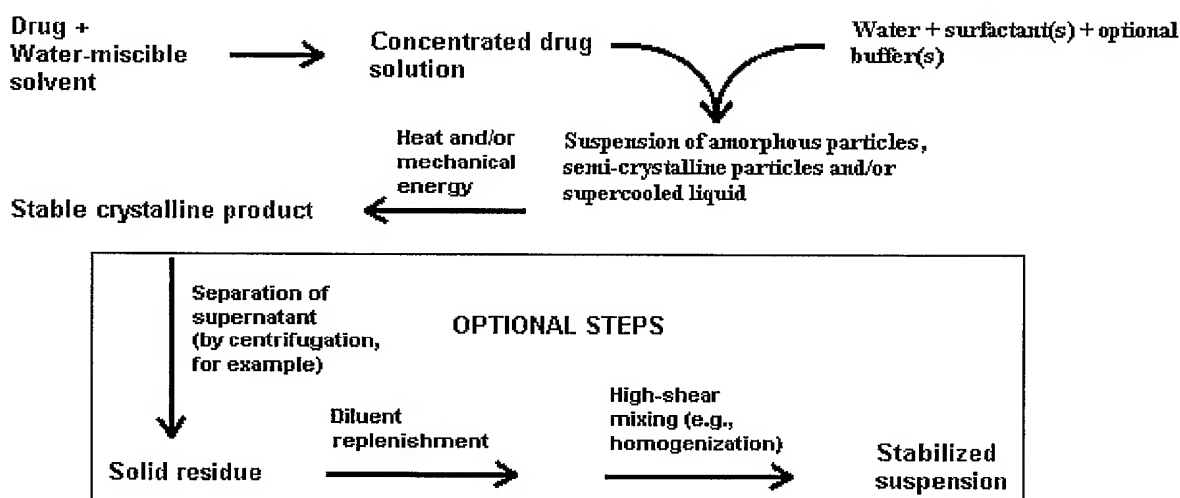 Drug +
Water-miscible
solvent
Concentrated drug
solution
Water + surfactant(s) + optional
buffer(s)
Heat and/or
mechanical
energy
Suspension of amorphous particles,
semi-crystalline particles and/or
supercooled liquid
Stable crystalline product
Separation of
supernatant
(by centrifugation,
for example)
OPTIONAL STEPS
Solid residue
Diluent
replenishment
High-shear
mixing (e.g.,
homogenization)
Stabilized
suspension